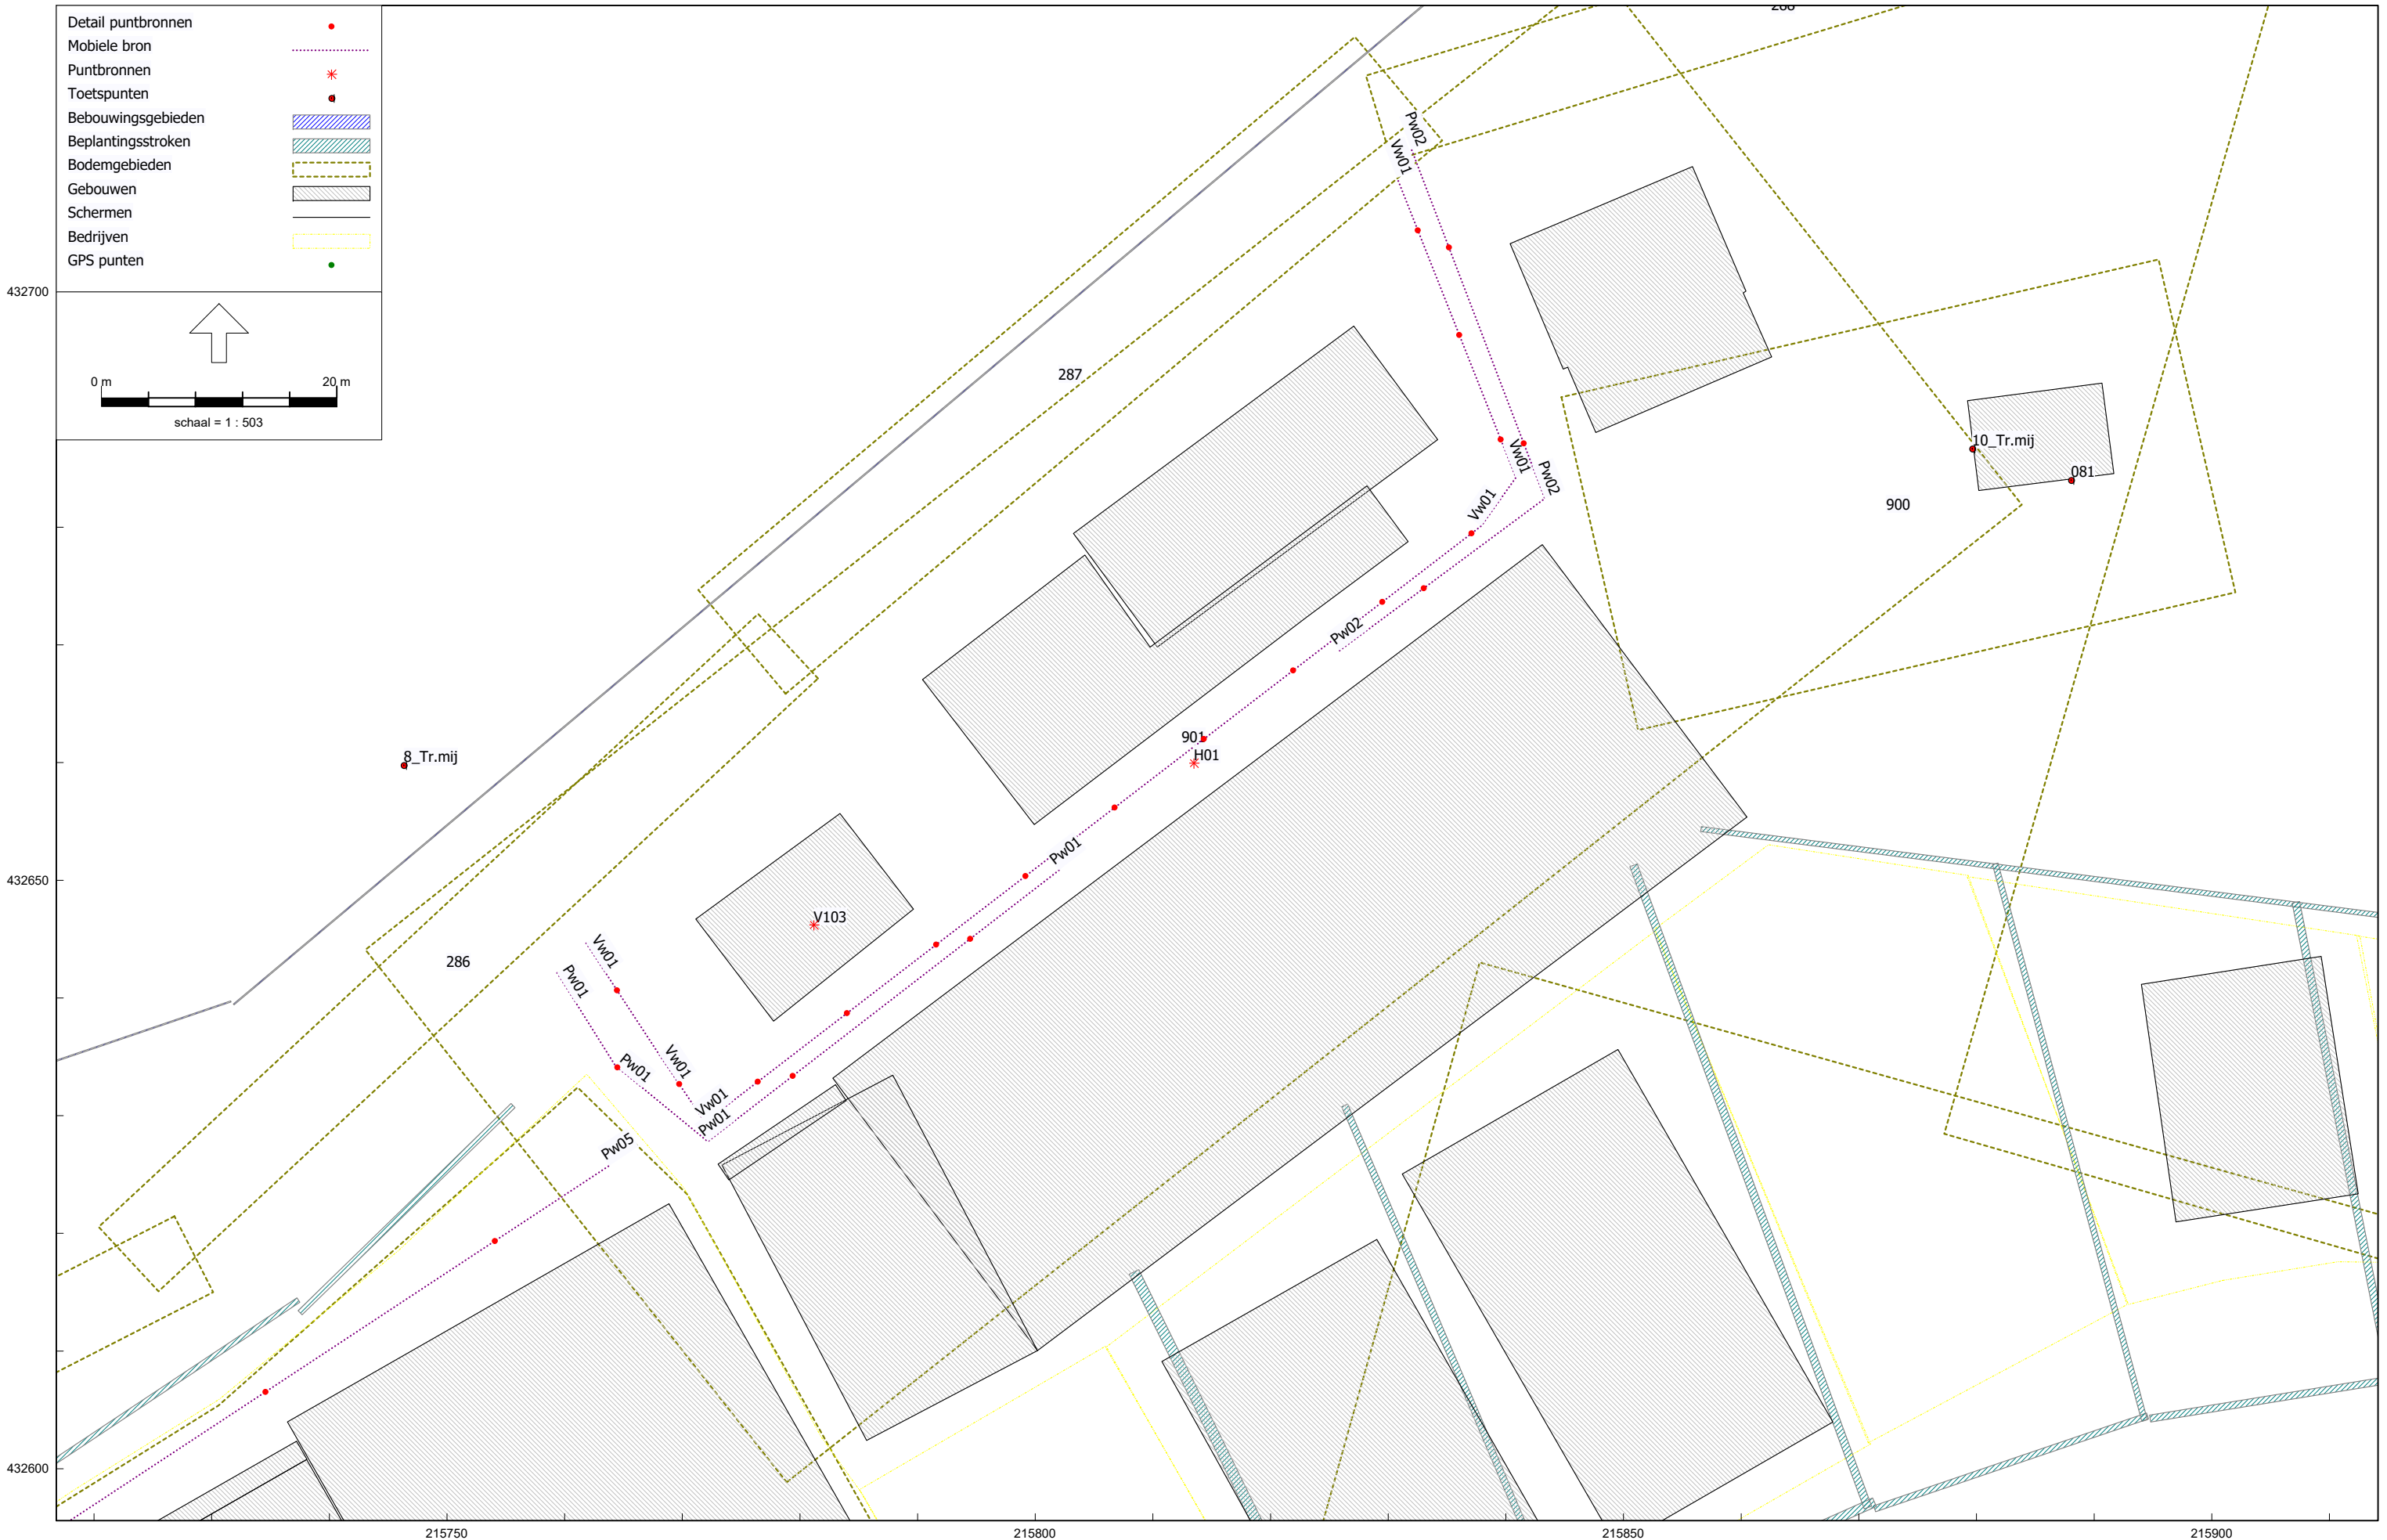 Detail puntbronnen
Mobiele bron
Puntbronnen
Toetspunten
Bebouwingsgebieden
Beplantingsstroken
Bodemgebieden
Gebouwen
Schermen
Bedrijven
GPS punten
0 m 20 m
schaal = 1 : 503
Pw02
Vw01
432700
287
10_Tr.mij
081
Vw01
Pw02
Vw01
900
Pw02
901
H01
8_Tr.mij
Pw01
432650
V103
286
Vw01
Pw01
Vw01
Pw01
Vw01
Pw01
Pw05
432600
215750 215800 215850 215900